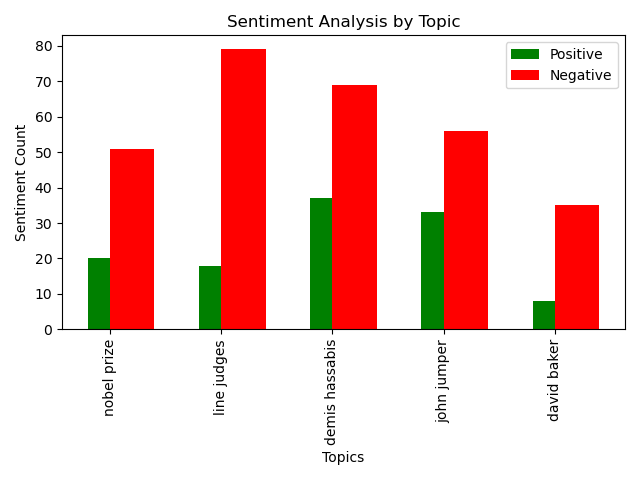 Sentiment Analysis by Topic
Positive
Negative
Sentiment Count
80
70
60
50
40
30
20
10
0
nobel prize
line judges
demis hassabis
john jumper
david baker
Topics